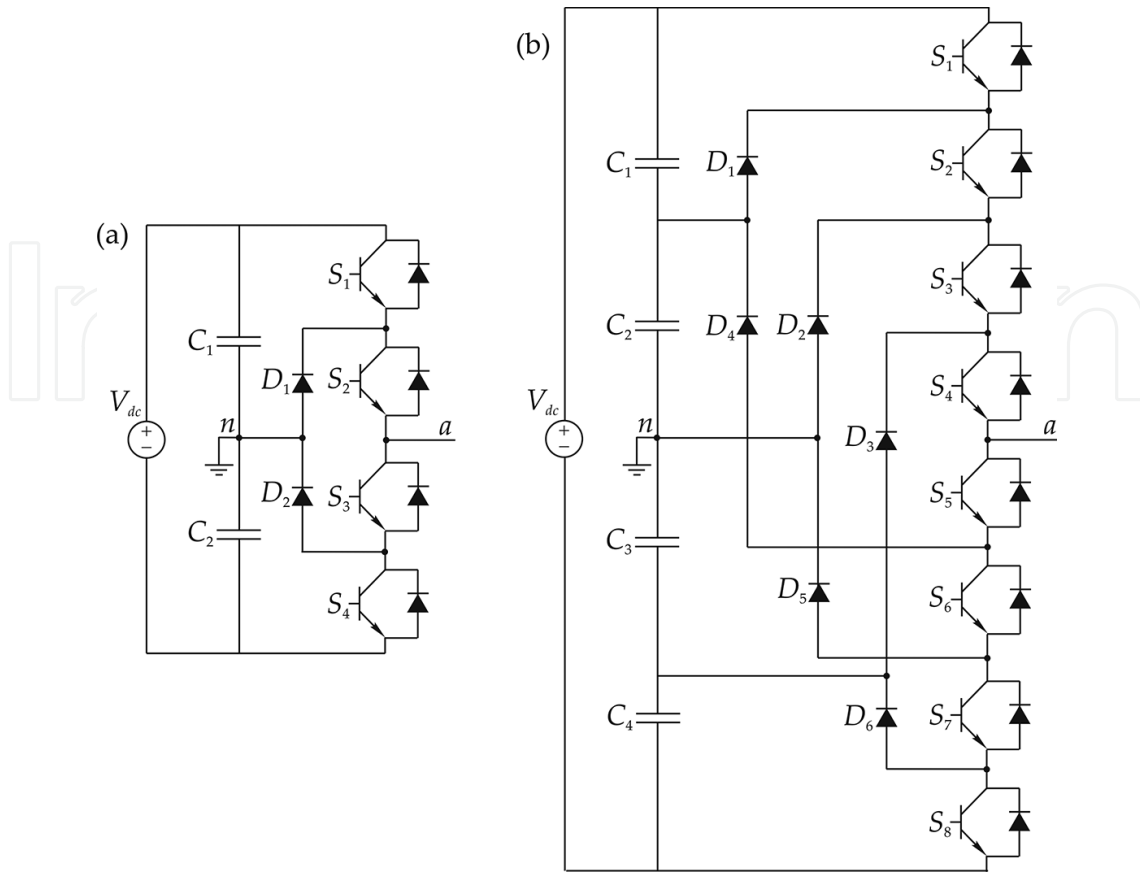 (a)
S1
C1
D1
S2
Vdc
+
−
n
a
D2
S3
C2
S4
(b)
S1
C1
D1
S2
S3
C2
D4
D2
S4
Vdc
+
−
n
D3
a
S5
C3
D5
S6
C4
D6
S7
S8